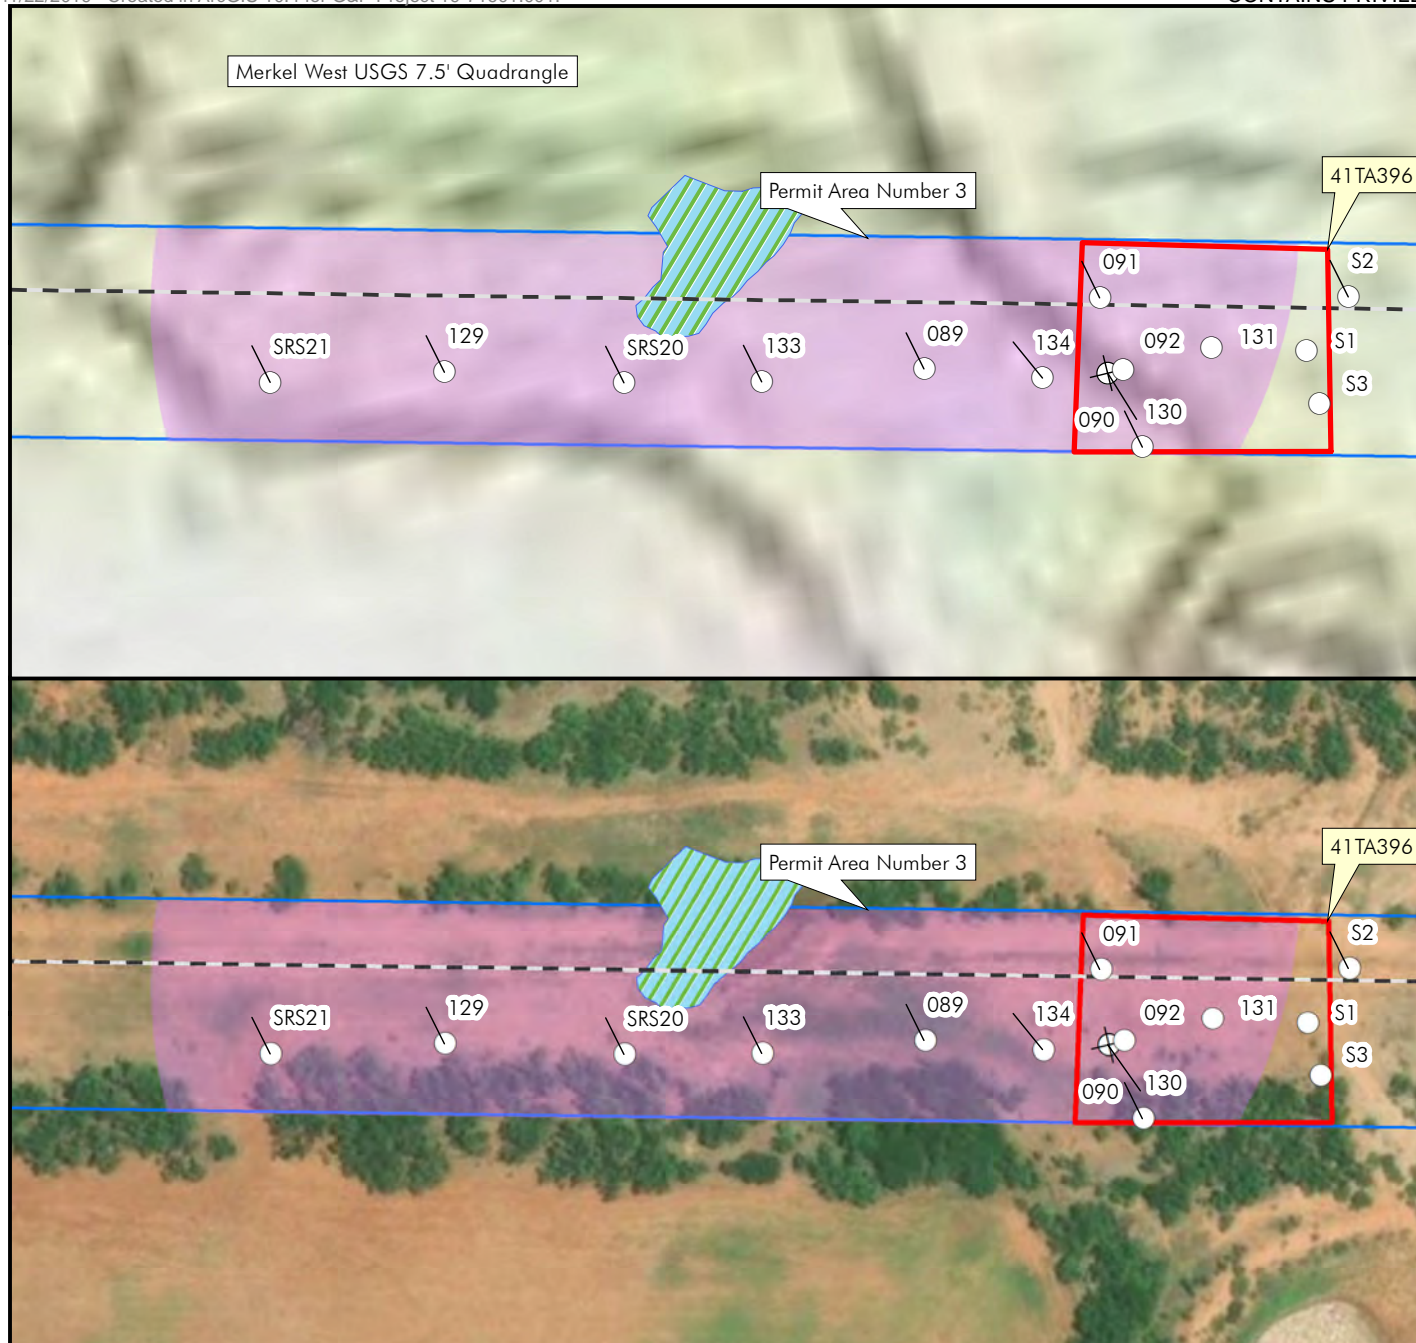 Merkel West USGS 7.5' Quadrangle
Permit Area Number 3
41TA396
091
S2
SRS21
129
SRS20
133
089
134
092
131
S1
S3
090
130
Permit Area Number 3
41TA396
091
S2
SRS21
129
SRS20
133
089
134
092
131
S1
S3
090
130